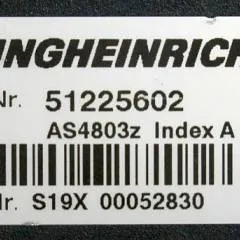 UNGHEINRICH
Nr. 51225602
AS4803z Index A
Nr. S19X 00052830